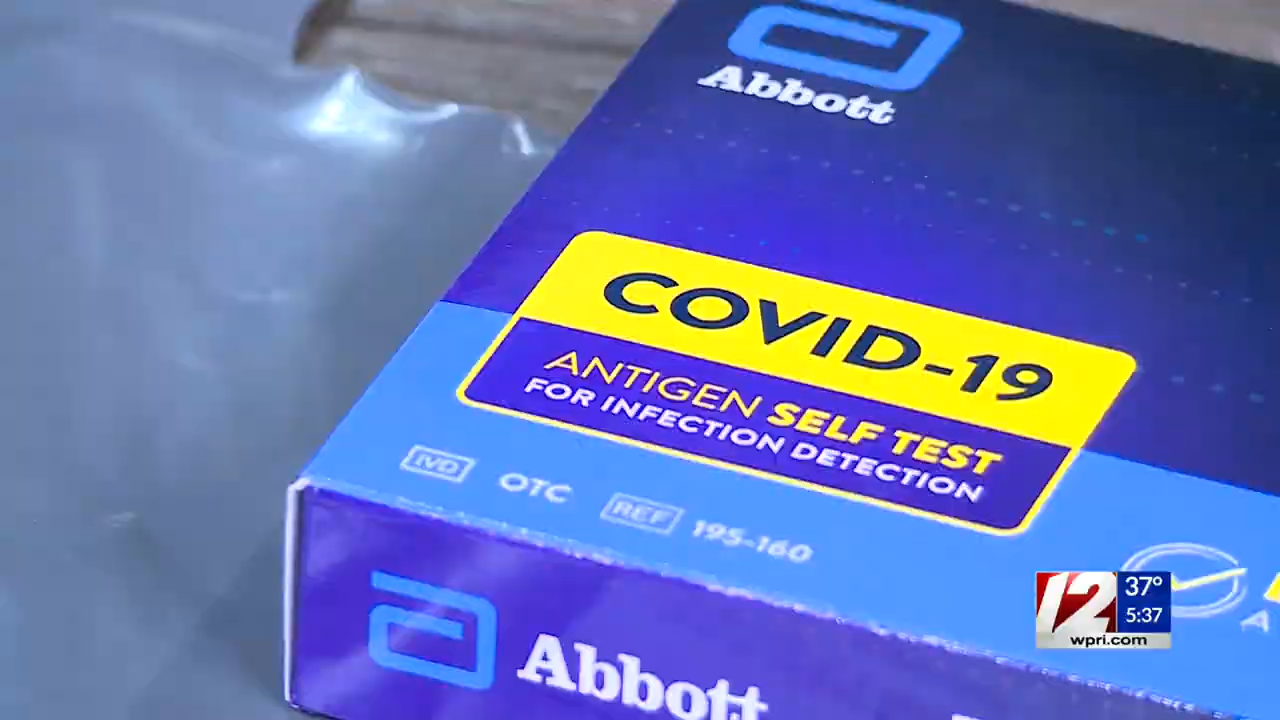 Abbott
COVID-19
ANTIGEN SELF TEST
FOR INFECTION DETECTION
IVD OTC REF 195-160
Abbott
12 37°
5:37
wpri.com